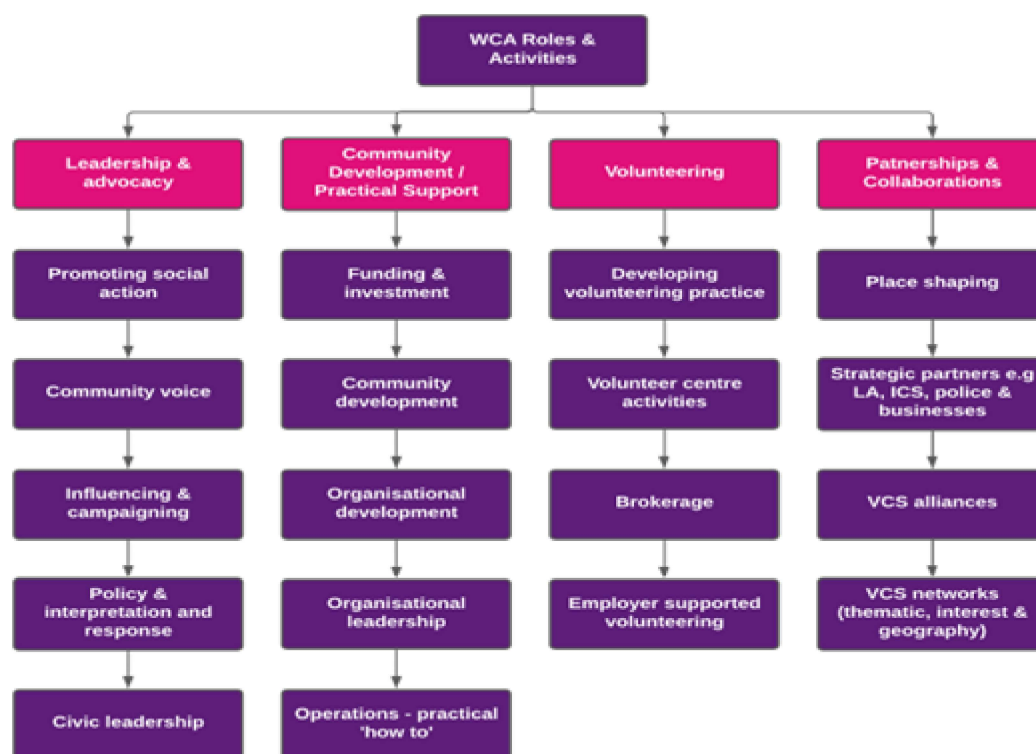 WCA Roles &
Activities
Leadership &
advocacy
Community
Development /
Practical Support
Volunteering
Patnerships &
Collaborations
Promoting social
action
Funding &
investment
Developing
volunteering practice
Place shaping
Community voice
Community
development
Volunteer centre
activities
Strategic partners e.g
LA, ICS, police &
businesses
Influencing &
campaigning
Organisational
development
Brokerage
VCS alliances
Policy &
interpretation and
response
Organisational
leadership
Employer supported
volunteering
VCS networks
(thematic, interest &
geography)
Civic leadership
Operations - practical
'how to'